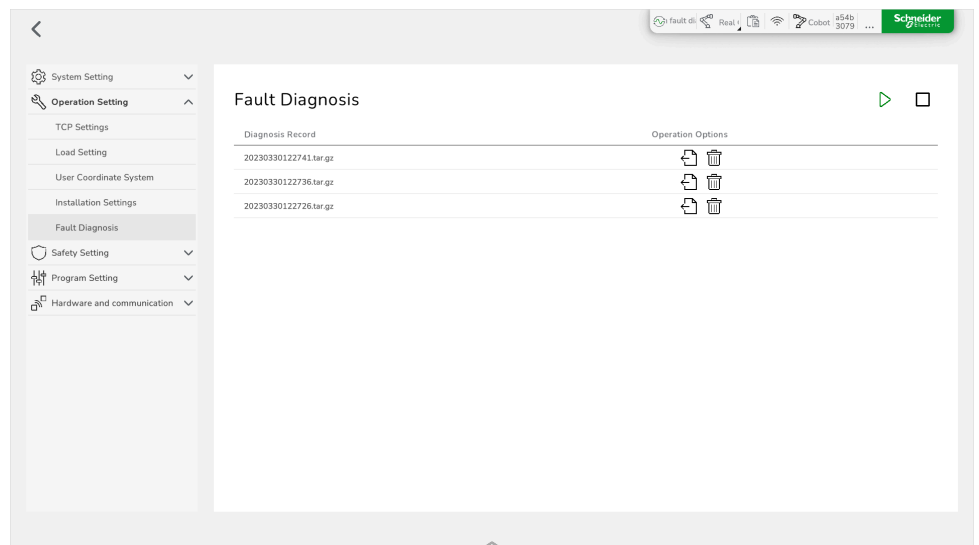 fault di Real Cobot a54b 3079 ... Schneider Electric
System Setting
Operation Setting
TCP Settings
Load Setting
User Coordinate System
Installation Settings
Fault Diagnosis
Safety Setting
Program Setting
Hardware and communication
Fault Diagnosis
Diagnosis Record Operation Options
20230330122741.tar.gz
20230330122736.tar.gz
20230330122726.tar.gz